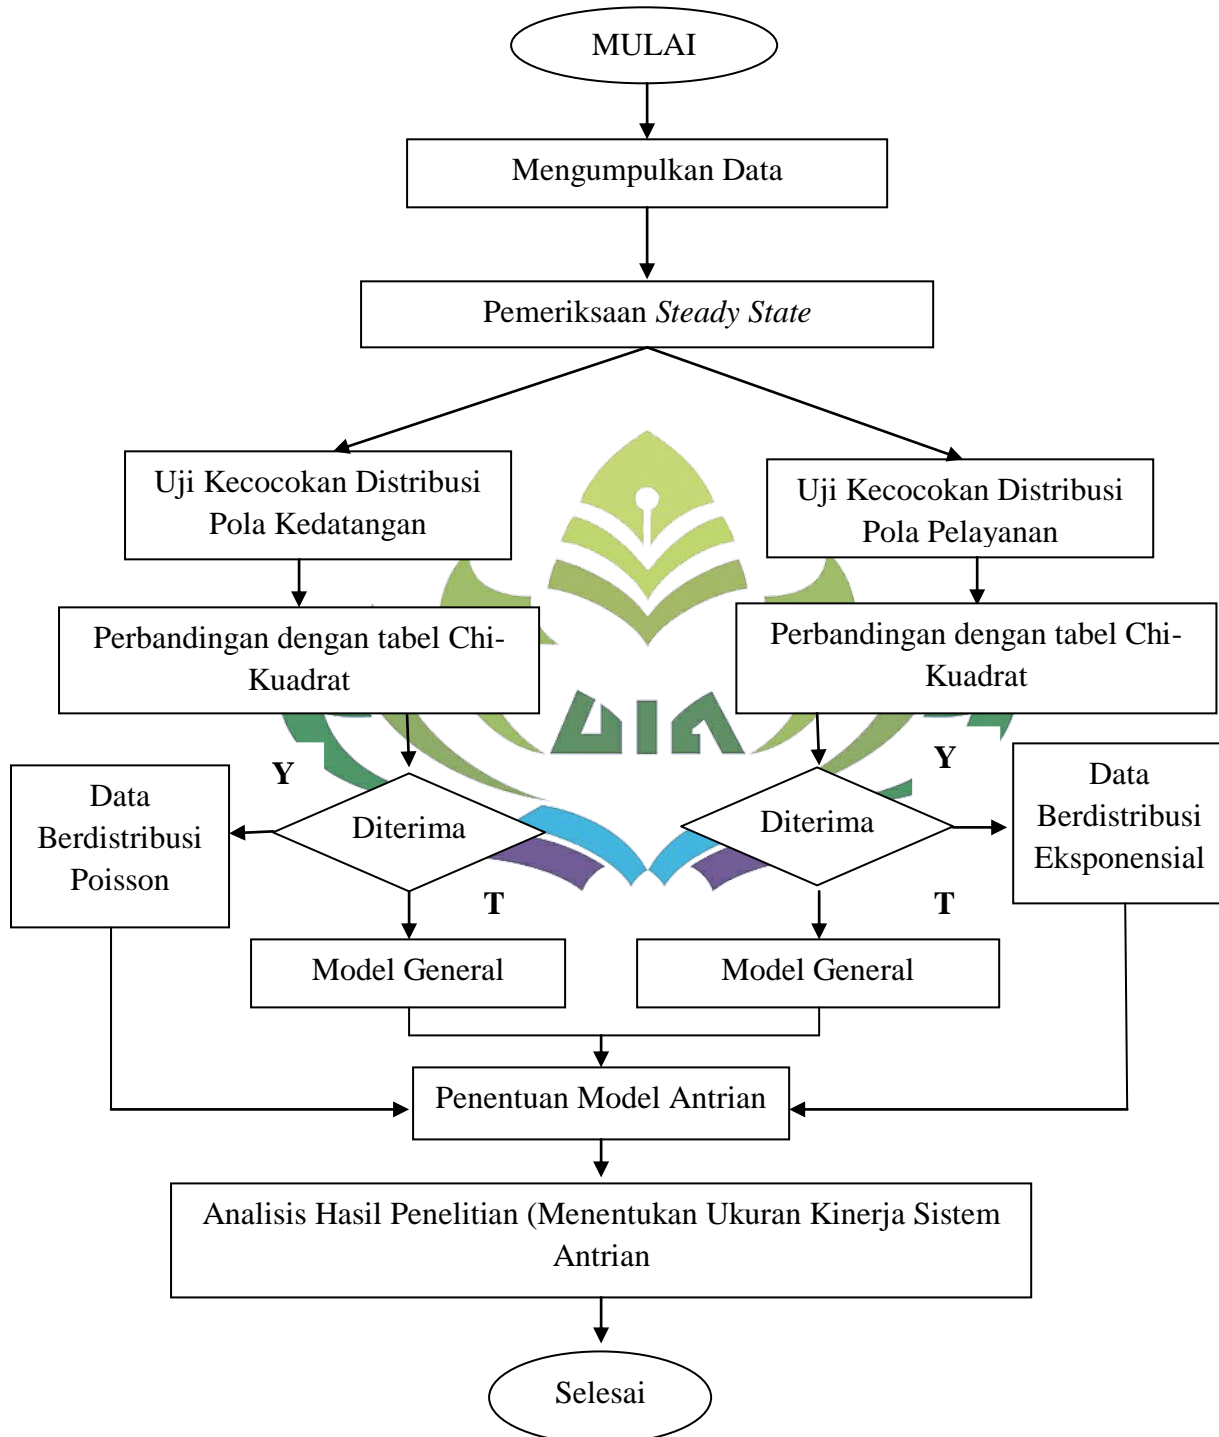 MULAI
Mengumpulkan Data
Pemeriksaan Steady State
Uji Kecocokan Distribusi
Pola Kedatangan
Uji Kecocokan Distribusi
Pola Pelayanan
Perbandingan dengan tabel Chi-
Kuadrat
Perbandingan dengan tabel Chi-
Kuadrat
Y
Y
Data
Berdistribusi
Poisson
Diterima
Diterima
Data
Berdistribusi
Eksponensial
T
T
Model General
Model General
Penentuan Model Antrian
Analisis Hasil Penelitian (Menentukan Ukuran Kinerja Sistem
Antrian
Selesai